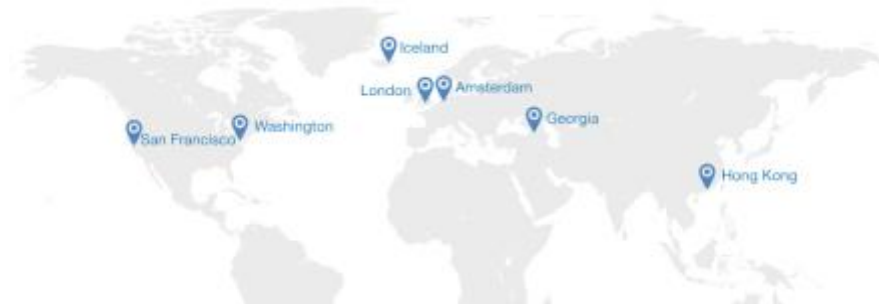 Iceland
London
Amsterdam
Georgia
Washington
San Francisco
Hong Kong